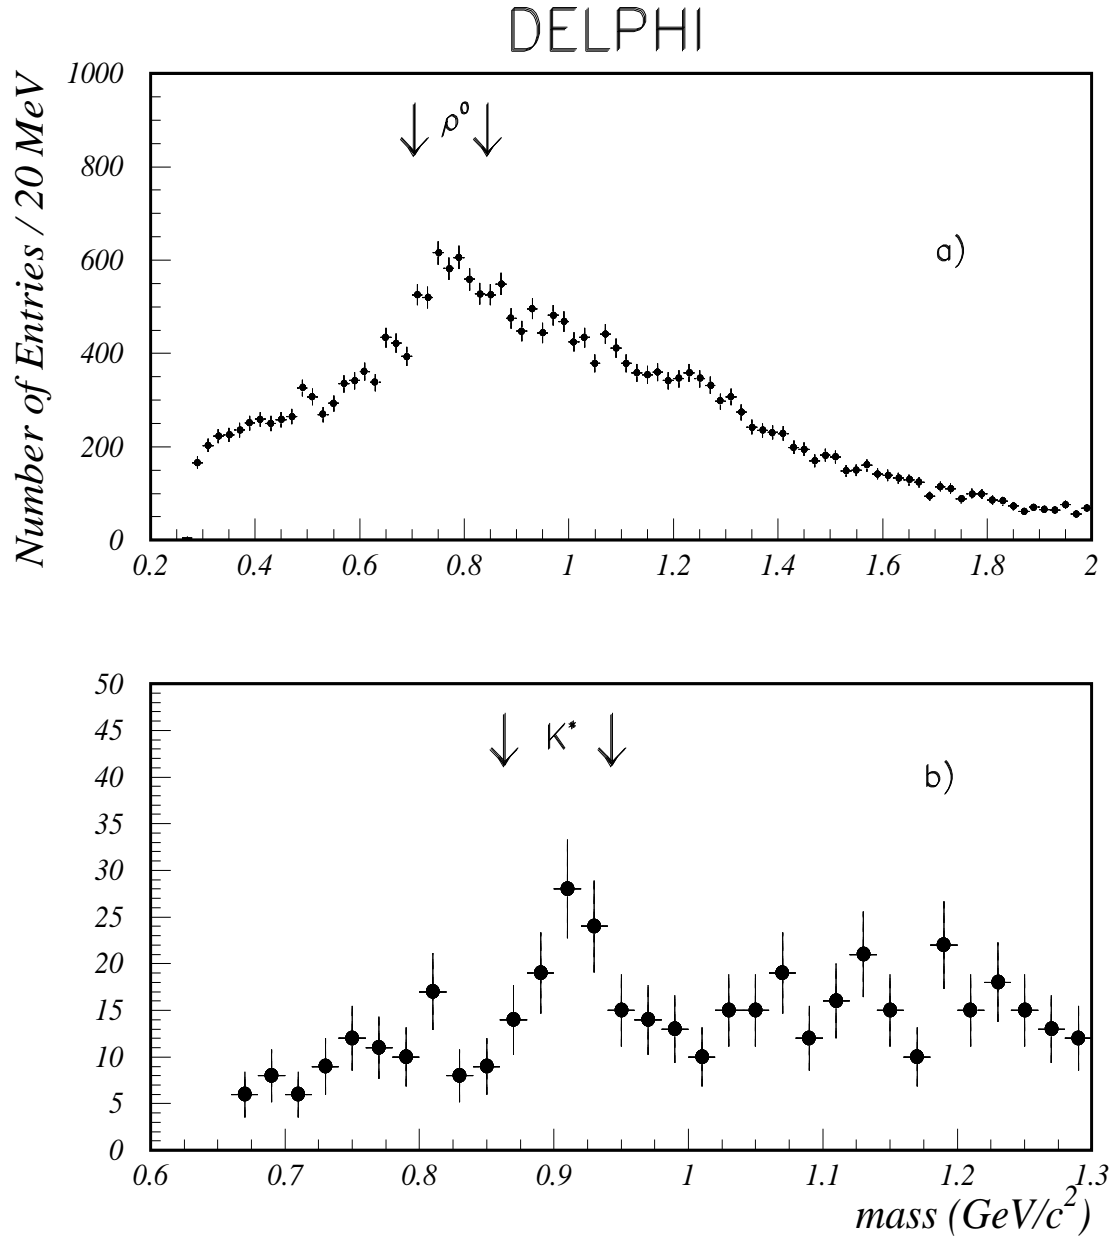 DELPHI
Number of Entries / 20 MeV
1000
800
600
400
200
0
ρ⁰
a)
0.2 0.4 0.6 0.8 1 1.2 1.4 1.6 1.8 2
50
45
40
35
30
25
20
15
10
5
0
K*
b)
0.6 0.7 0.8 0.9 1 1.1 1.2 1.3
mass (GeV/c²)